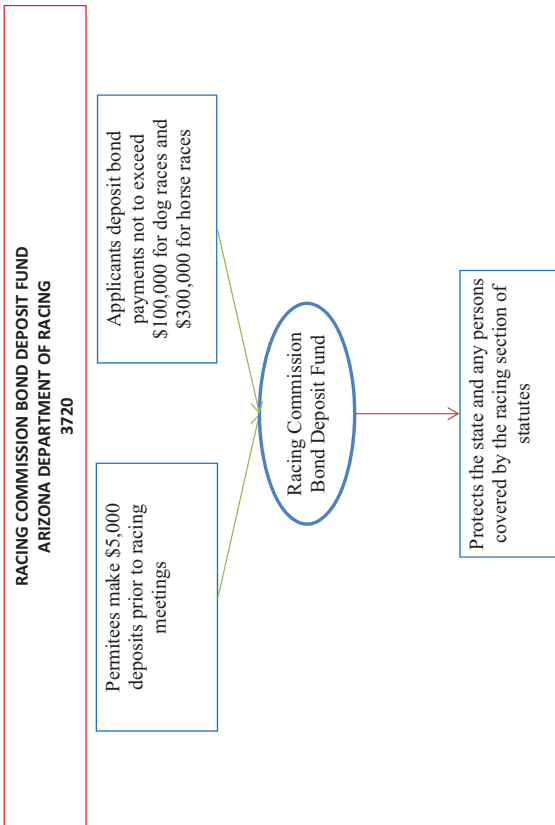 RACING COMMISSION BOND DEPOSIT FUND
ARIZONA DEPARTMENT OF RACING
3720
Permitees make $5,000
deposits prior to racing
meetings
Applicants deposit bond
payments not to exceed
$100,000 for dog races and
$300,000 for horse races
Racing Commission
Bond Deposit Fund
Protects the state and any persons
covered by the racing section of
statutes